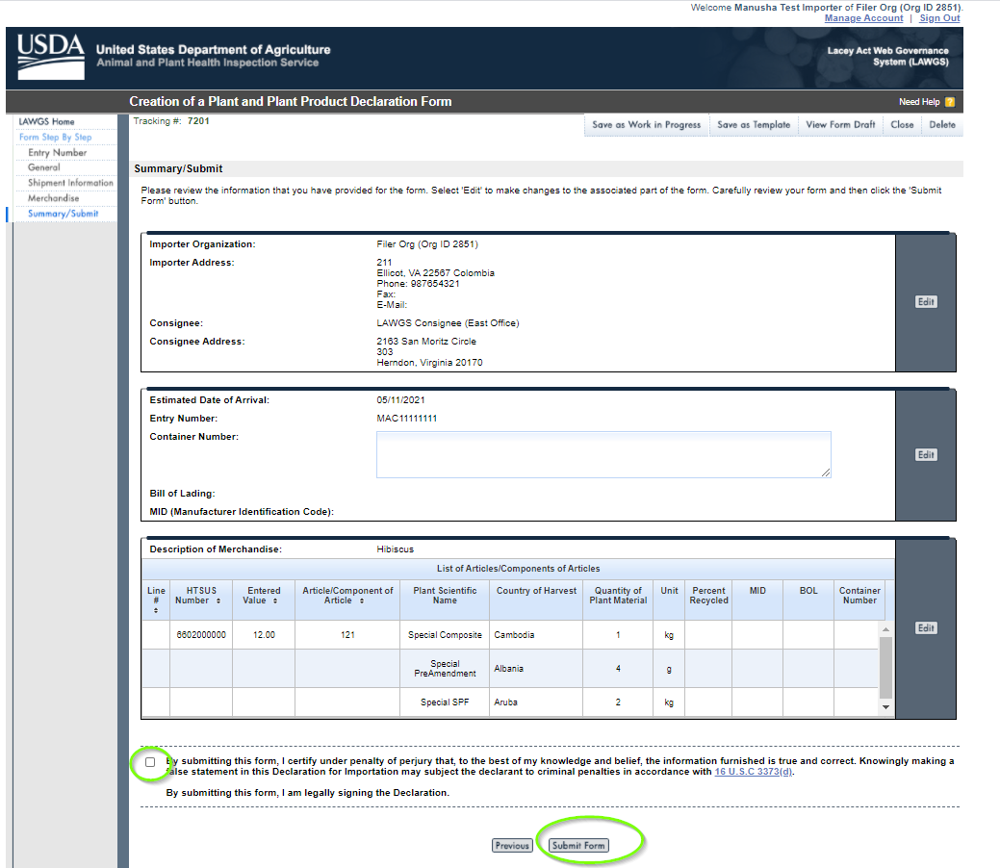 Welcome Manusha Test Importer of Filer Org (Org ID 2851).
Manage Account | Sign Out
USDA
United States Department of Agriculture
Animal and Plant Health Inspection Service
Lacey Act Web Governance
System (LAWGS)
Creation of a Plant and Plant Product Declaration Form
Need Help ?
LAWGS Home
Form Step By Step
Entry Number
General
Shipment Information
Merchandise
Summary/Submit
Tracking #: 7201
Save as Work in Progress Save as Template View Form Draft Close Delete
Summary/Submit
Please review the information that you have provided for the form. Select 'Edit' to make changes to the associated part of the form. Carefully review your form and then click the 'Submit
Form' button.
Importer Organization: Filer Org (Org ID 2851)
Importer Address: 211
Ellicot, VA 22567 Colombia
Phone: 987654321
Fax:
E-Mail:
Edit
Consignee: LAWGS Consignee (East Office)
Consignee Address: 2163 San Moritz Circle
303
Herndon, Virginia 20170
Estimated Date of Arrival: 05/11/2021
Entry Number: MAC11111111
Container Number:
Edit
Bill of Lading:
MID (Manufacturer Identification Code):
Description of Merchandise: Hibiscus
List of Articles/Components of Articles
Line # HTSUS Number Entered Value Article/Component of Article Plant Scientific Name Country of Harvest Quantity of Plant Material Unit Percent Recycled MID BOL Container Number
6602000000 12.00 121 Special Composite Cambodia 1 kg
Edit
Special PreAmendment Albania 4 g
Special SPF Aruba 2 kg
By submitting this form, I certify under penalty of perjury that, to the best of my knowledge and belief, the information furnished is true and correct. Knowingly making a
false statement in this Declaration for Importation may subject the declarant to criminal penalties in accordance with 16 U.S.C 3373(d).
By submitting this form, I am legally signing the Declaration.
Previous Submit Form